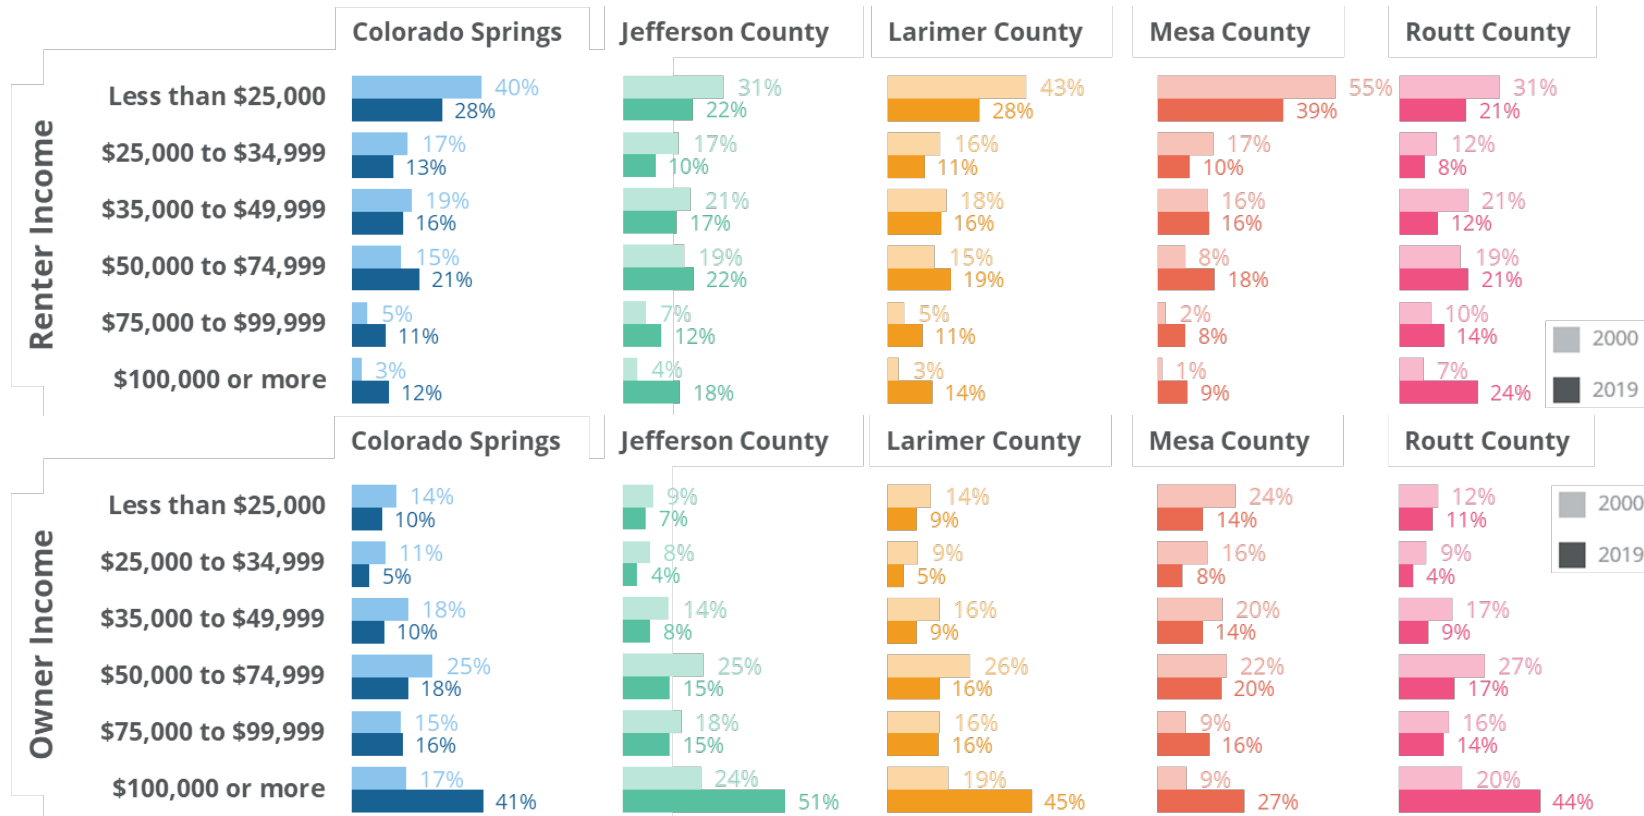 Colorado Springs Jefferson County Larimer County Mesa County Routt County
Renter Income
Less than $25,000 40% 31% 43% 55% 31%
28% 22% 28% 39% 21%
$25,000 to $34,999 17% 17% 16% 17% 12%
13% 10% 11% 10% 8%
$35,000 to $49,999 19% 21% 18% 16% 21%
16% 17% 16% 16% 12%
$50,000 to $74,999 15% 19% 15% 8% 19%
21% 22% 19% 18% 21%
$75,000 to $99,999 5% 7% 5% 2% 10%
11% 12% 11% 8% 14%
$100,000 or more 3% 4% 3% 1% 7%
12% 18% 14% 9% 24%
2000
2019
Colorado Springs Jefferson County Larimer County Mesa County Routt County
Owner Income
Less than $25,000 14% 9% 14% 24% 12%
10% 7% 9% 14% 11%
$25,000 to $34,999 11% 8% 9% 16% 9%
5% 4% 5% 8% 4%
$35,000 to $49,999 18% 14% 16% 20% 17%
10% 8% 9% 14% 9%
$50,000 to $74,999 25% 25% 26% 22% 27%
18% 15% 16% 20% 17%
$75,000 to $99,999 15% 18% 16% 9% 16%
16% 15% 16% 16% 14%
$100,000 or more 17% 24% 19% 9% 20%
41% 51% 45% 27% 44%
2000
2019